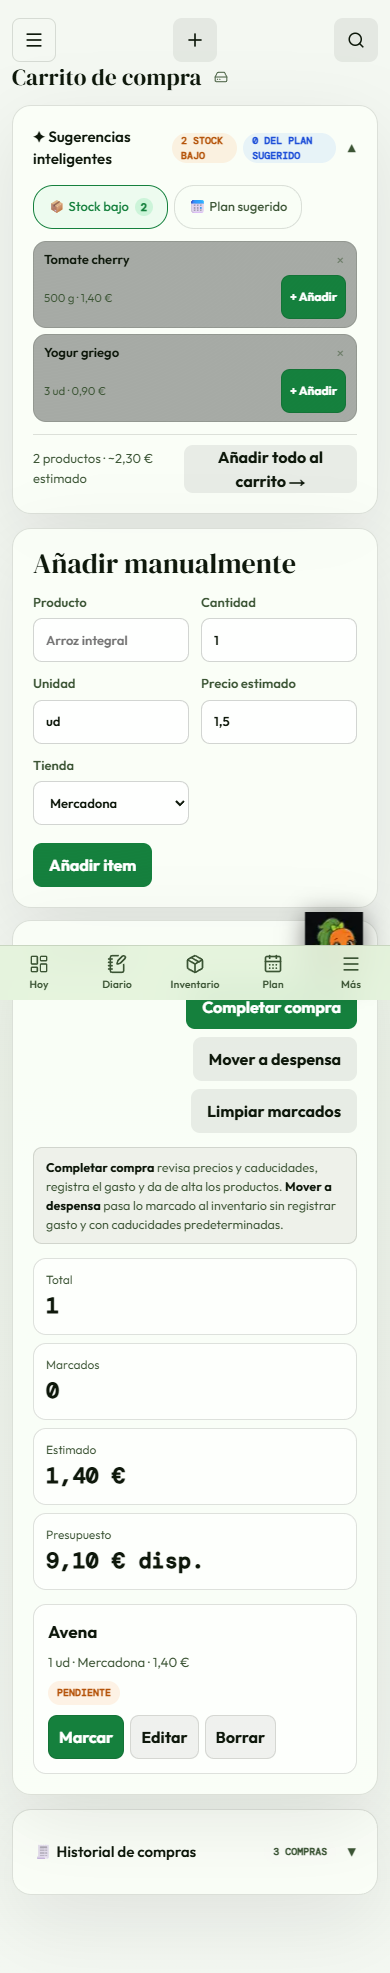 Carrito de compra
✦ Sugerencias
inteligentes
2 STOCK
BAJO
0 DEL PLAN
SUGERIDO
▲
Stock bajo 2
Plan sugerido
Tomate cherry ×
500 g · 1,40 €
+ Añadir
Yogur griego ×
3 ud · 0,90 €
+ Añadir
2 productos · ~2,30 €
estimado
Añadir todo al
carrito →
Añadir manualmente
Producto
Cantidad
Arroz integral
1
Unidad
Precio estimado
ud
1,5
Tienda
Mercadona
Añadir item
Hoy
Diario
Inventario
Plan
Más
Completar compra
Mover a despensa
Limpiar marcados
Completar compra revisa precios y caducidades,
registra el gasto y da de alta los productos. Mover a
despensa pasa lo marcado al inventario sin registrar
gasto y con caducidades predeterminadas.
Total
1
Marcados
0
Estimado
1,40 €
Presupuesto
9,10 € disp.
Avena
1 ud · Mercadona · 1,40 €
PENDIENTE
Marcar
Editar
Borrar
Historial de compras
3 COMPRAS
▼